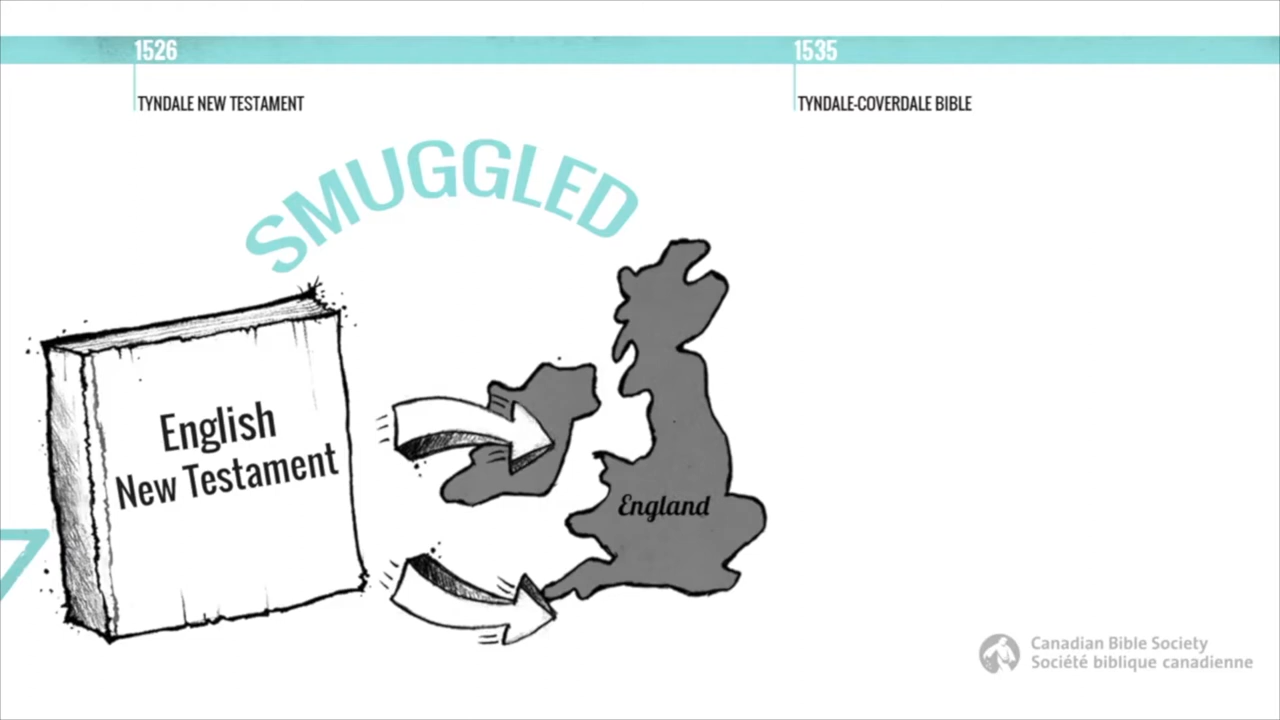 1526
1535
TYNDALE NEW TESTAMENT
TYNDALE-COVERDALE BIBLE
SMUGGLED
English
New Testament
England
Canadian Bible Society
Société biblique canadienne